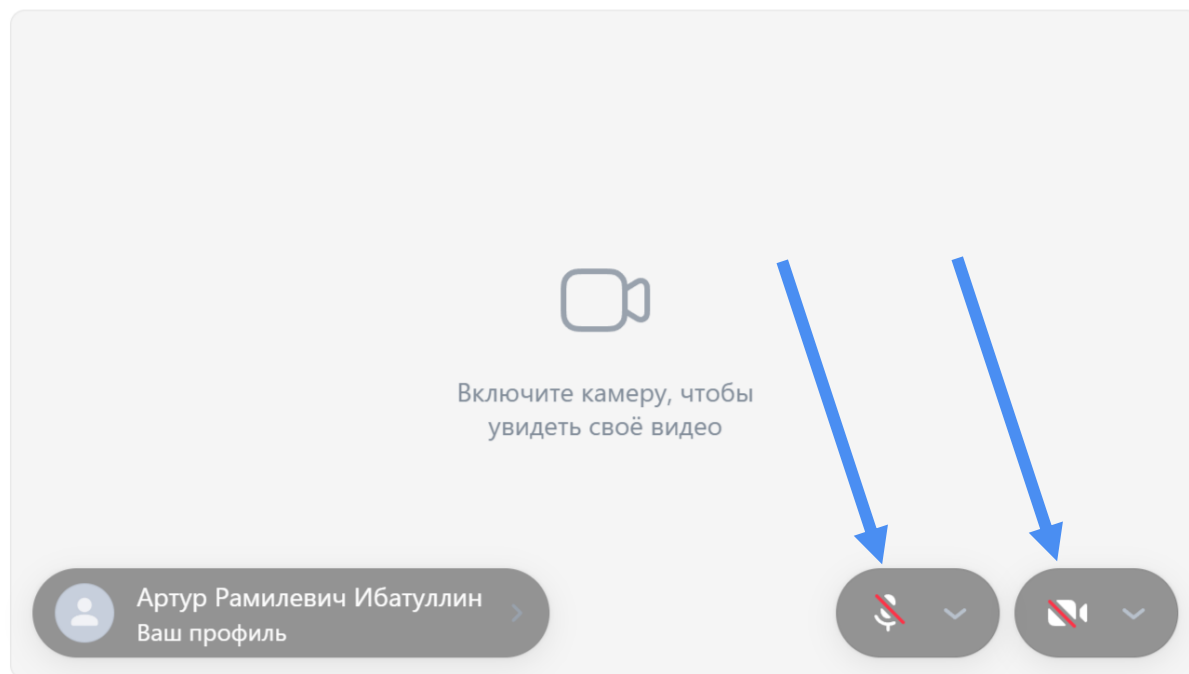 Включите камеру, чтобы
увидеть своё видео
Артур Рамилевич Ибатуллин
Ваш профиль